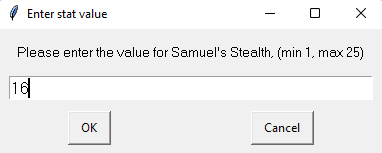 Enter stat value
Please enter the value for Samuel's Stealth, (min 1, max 25)
16
OK
Cancel